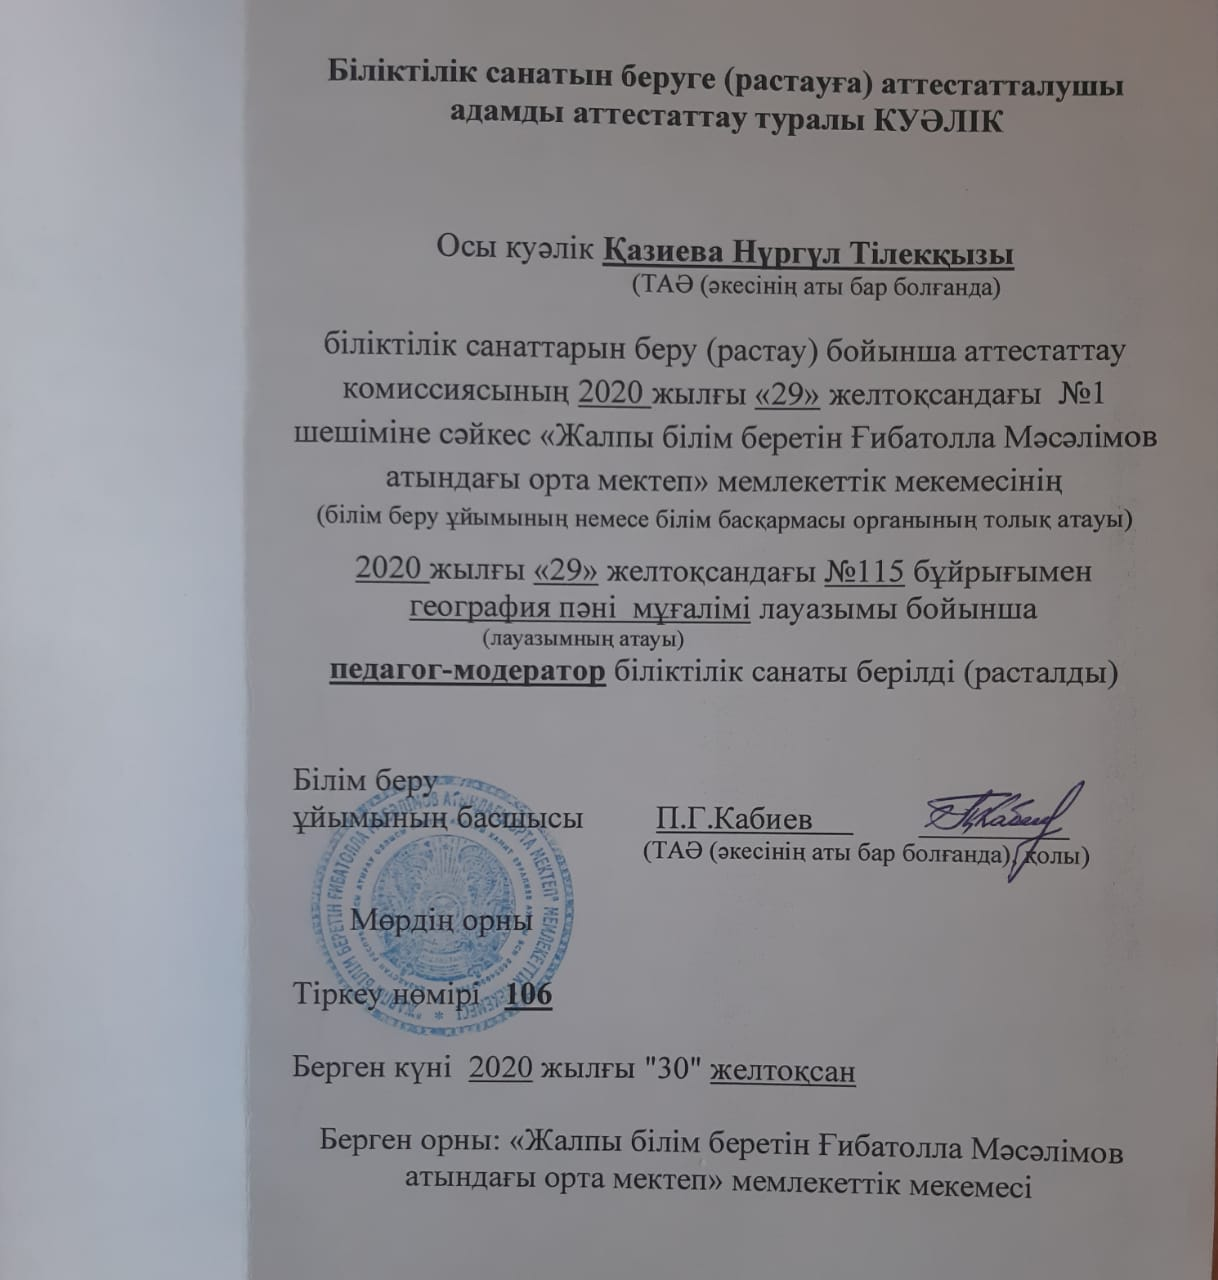 Біліктілік санатын беруге (растауға) аттестатталушы
адамды аттестаттау туралы КУӘЛІК
Осы куәлік Қазиева Нұргүл Тілекқызы
(ТАӘ (әкесінің аты бар болғанда)
біліктілік санаттарын беру (растау) бойынша аттестаттау
комиссиясының 2020 жылғы «29» желтоқсандағы №1
шешіміне сәйкес «Жалпы білім беретін Ғибатолла Мәсәлімов
атындағы орта мектеп» мемлекеттік мекемесінің
(білім беру ұйымының немесе білім басқармасы органының толық атауы)
2020 жылғы «29» желтоқсандағы №115 бұйрығымен
география пәні мұғалімі лауазымы бойынша
(лауазымның атауы)
педагог-модератор біліктілік санаты берілді (расталды)
Білім беру
ұйымының басшысы П.Г.Кабиев
(ТАӘ (әкесінің аты бар болғанда), қолы)
Мөрдің орны
Тіркеу нөмірі 106
Берген күні 2020 жылғы "30" желтоқсан
Берген орны: «Жалпы білім беретін Ғибатолла Мәсәлімов
атындағы орта мектеп» мемлекеттік мекемесі